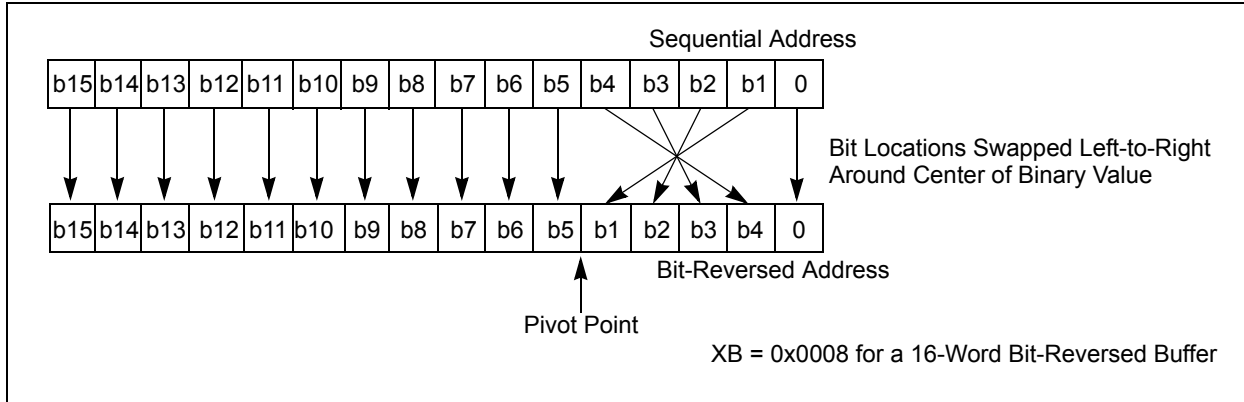 Sequential Address
b15 b14 b13 b12 b11 b10 b9 b8 b7 b6 b5 b4 b3 b2 b1 0
Bit Locations Swapped Left-to-Right
Around Center of Binary Value
b15 b14 b13 b12 b11 b10 b9 b8 b7 b6 b5 b1 b2 b3 b4 0
Bit-Reversed Address
Pivot Point
XB = 0x0008 for a 16-Word Bit-Reversed Buffer